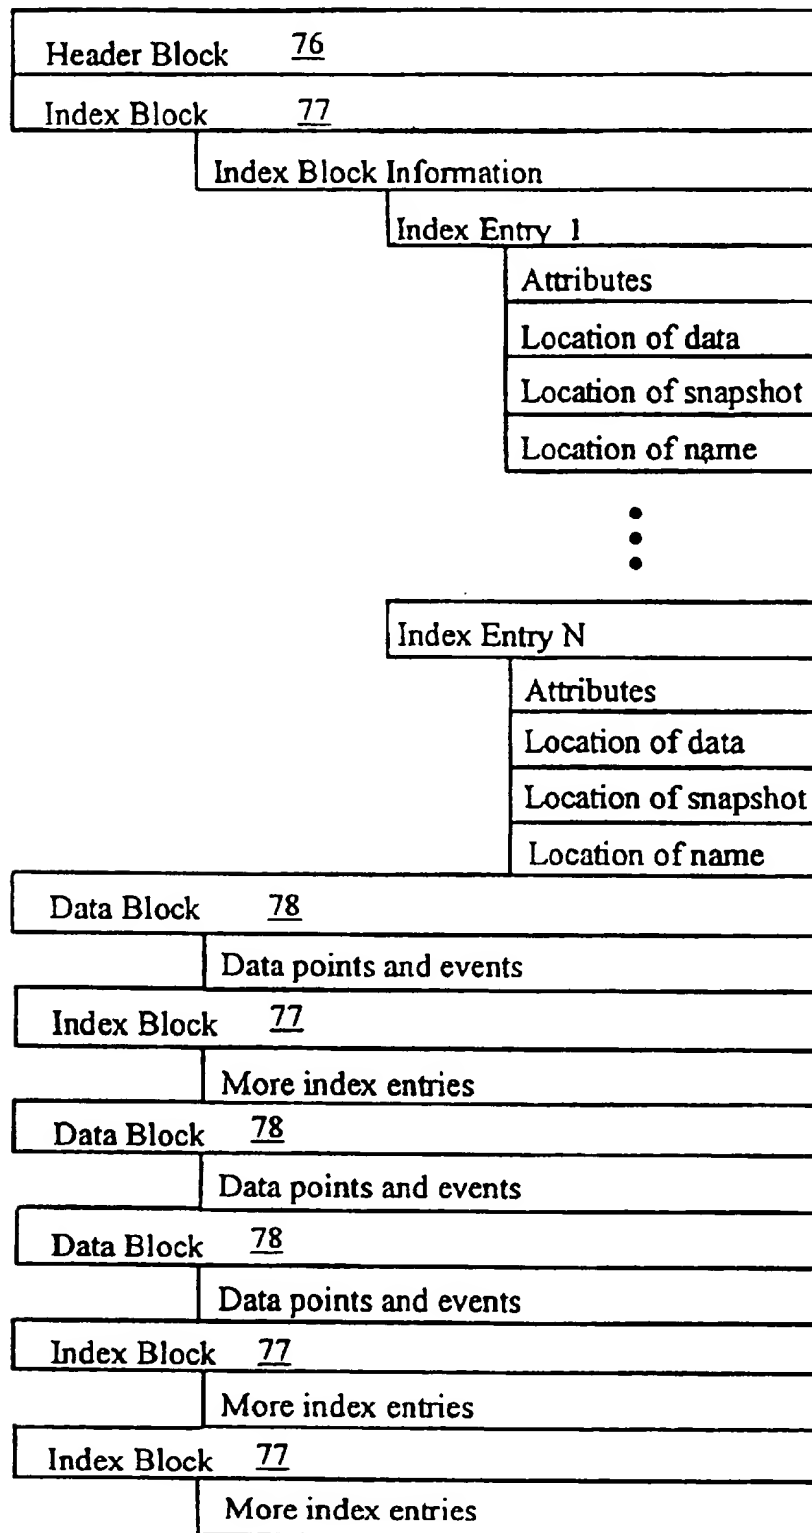 Header Block 76
Index Block 77
Index Block Information
Index Entry 1
Attributes
Location of data
Location of snapshot
Location of name
Index Entry N
Attributes
Location of data
Location of snapshot
Location of name
Data Block 78
Data points and events
Index Block 77
More index entries
Data Block 78
Data points and events
Data Block 78
Data points and events
Index Block 77
More index entries
Index Block 77
More index entries